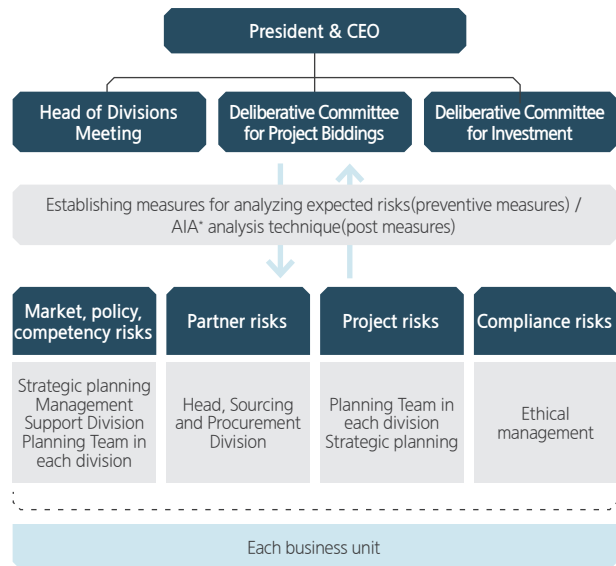 President & CEO
Head of Divisions
Meeting
Deliberative Committee
for Project Biddings
Deliberative Committee
for Investment
Establishing measures for analyzing expected risks(preventive measures) /
AIA* analysis technique(post measures)
Market, policy,
competency risks
Partner risks
Project risks
Compliance risks
Strategic planning
Management
Support Division
Planning Team in
each division
Head, Sourcing
and Procurement
Division
Planning Team in
each division
Strategic planning
Ethical
management
Each business unit